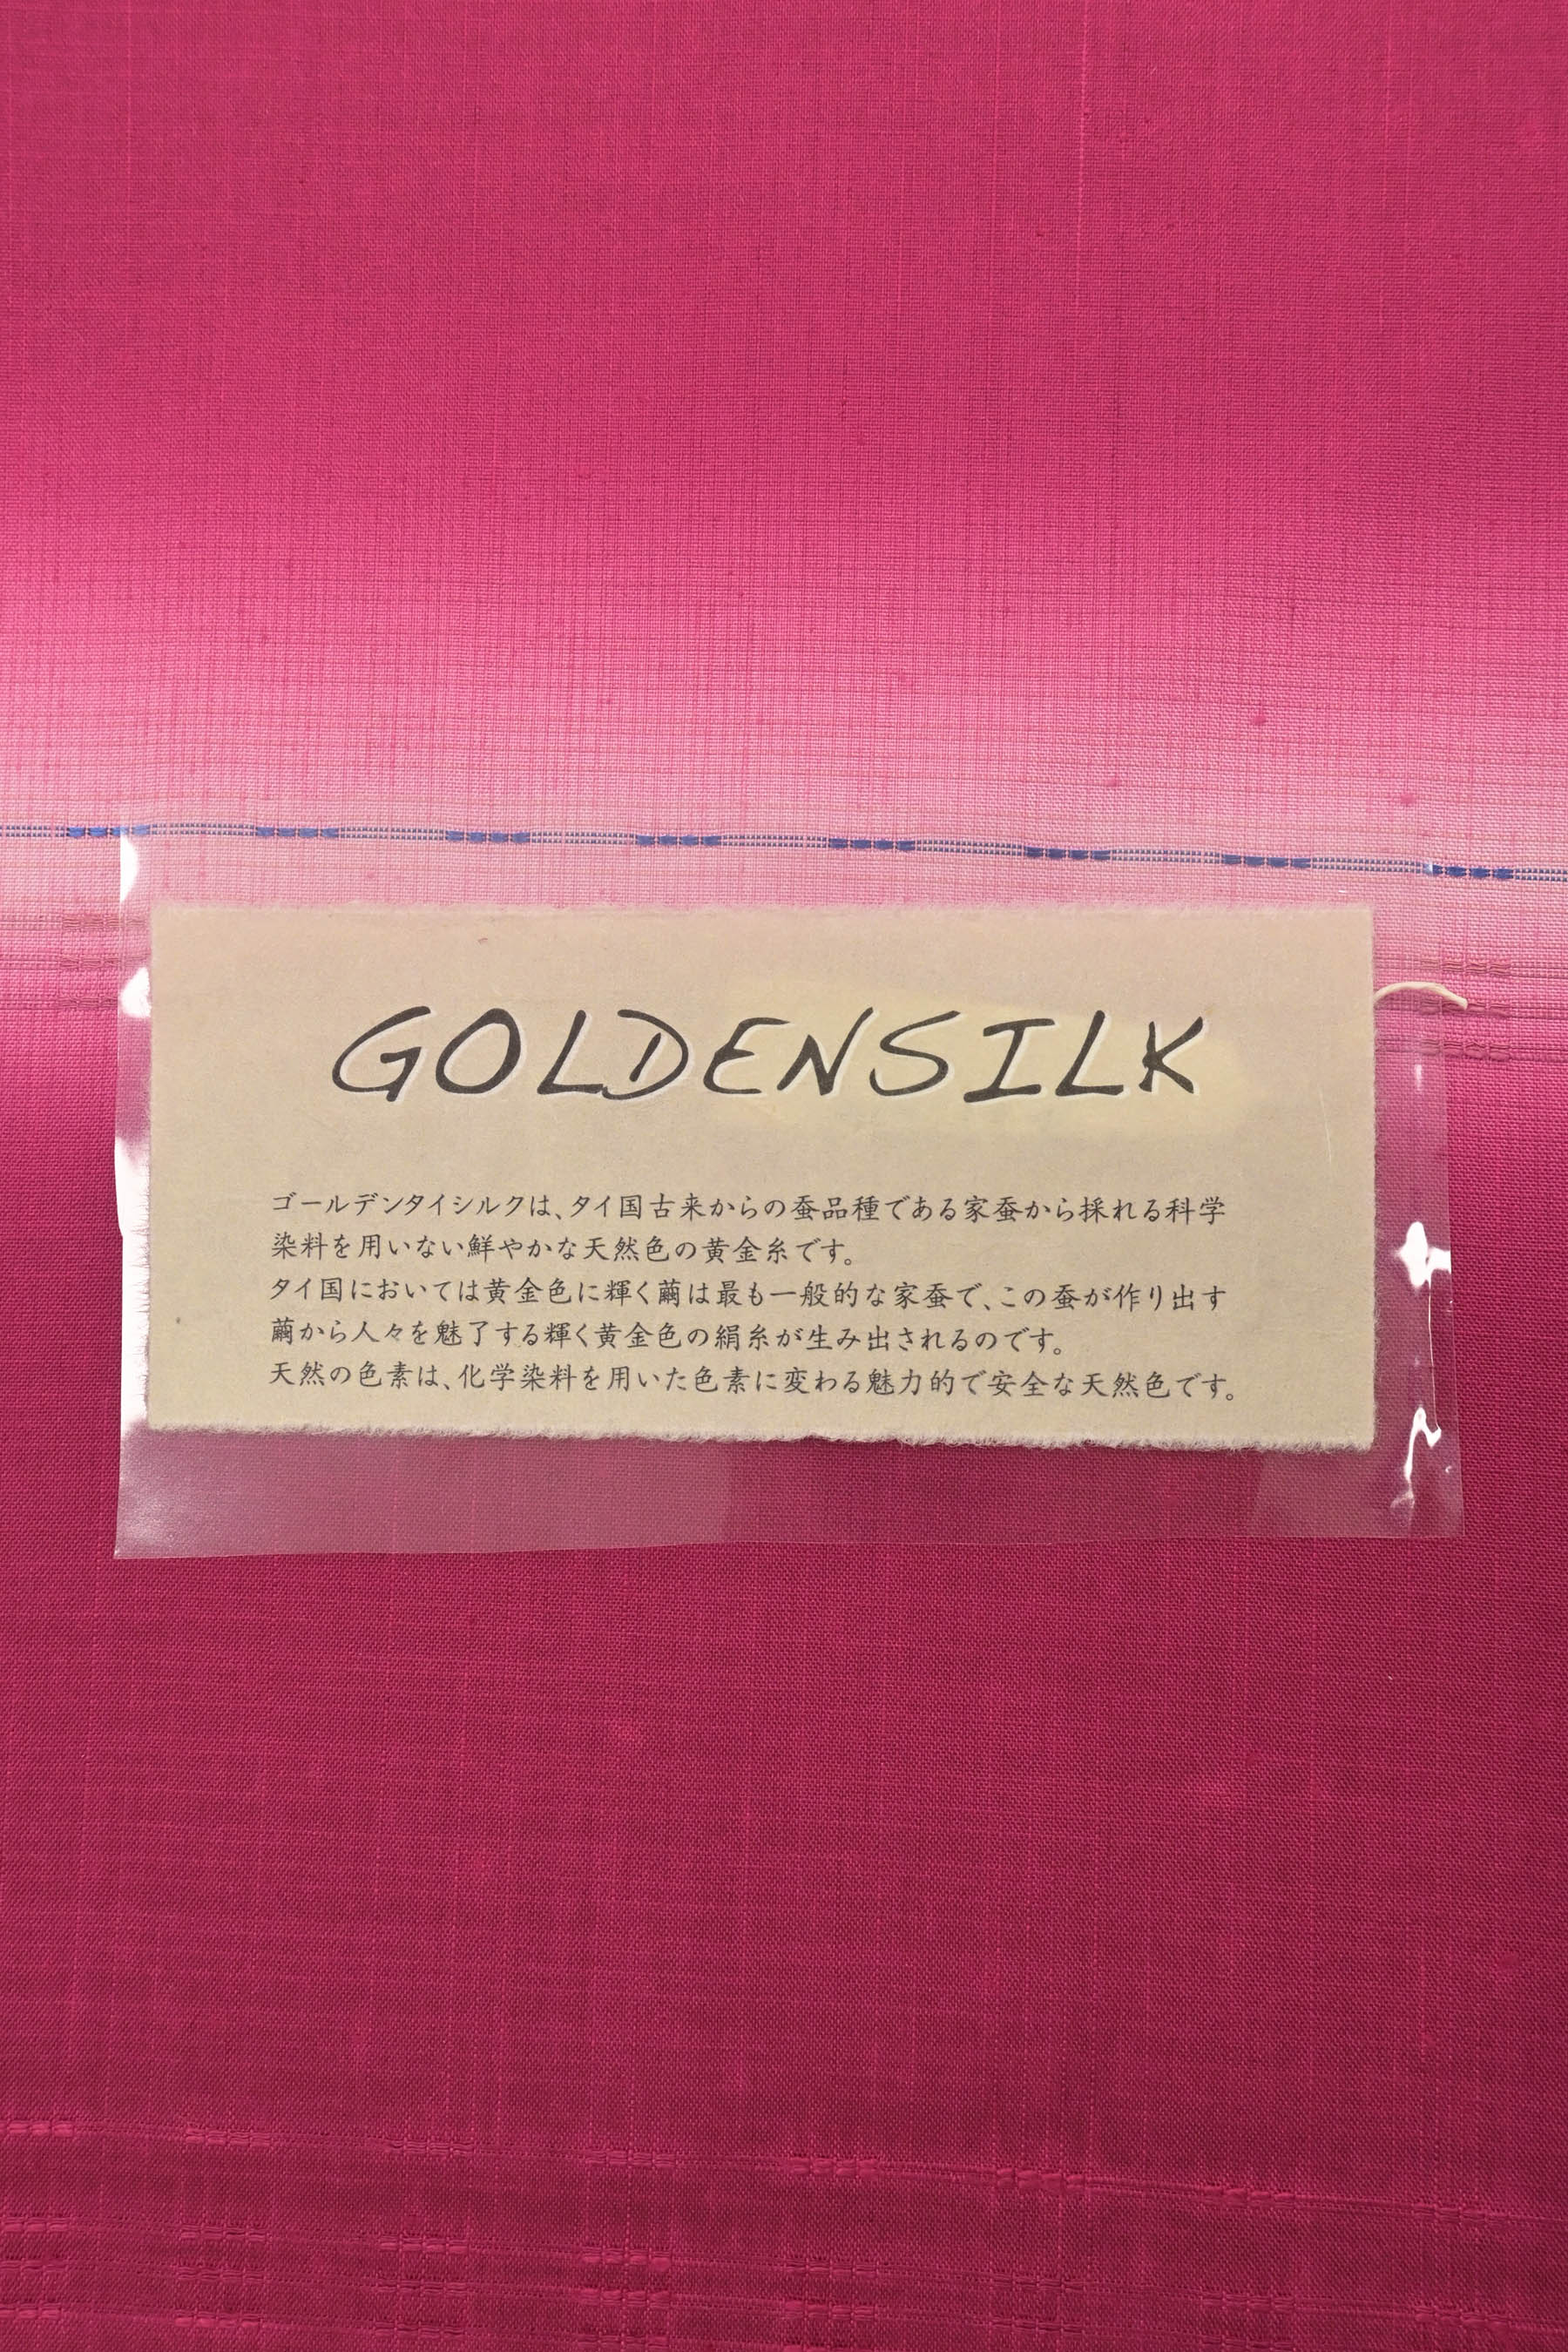 GOLDENSILK
ゴールデンタイシルクは、タイ国古来からの蚕品種である家蚕から採れる科学
染料を用いない鮮やかな天然色の黄金糸です。
タイ国においては黄金色に輝く繭は最も一般的な家蚕で、この蚕が作り出す
繭から人々を魅了する輝く黄金色の絹糸が生み出されるのです。
天然の色素は、化学染料を用いた色素に変わる魅力的で安全な天然色です。